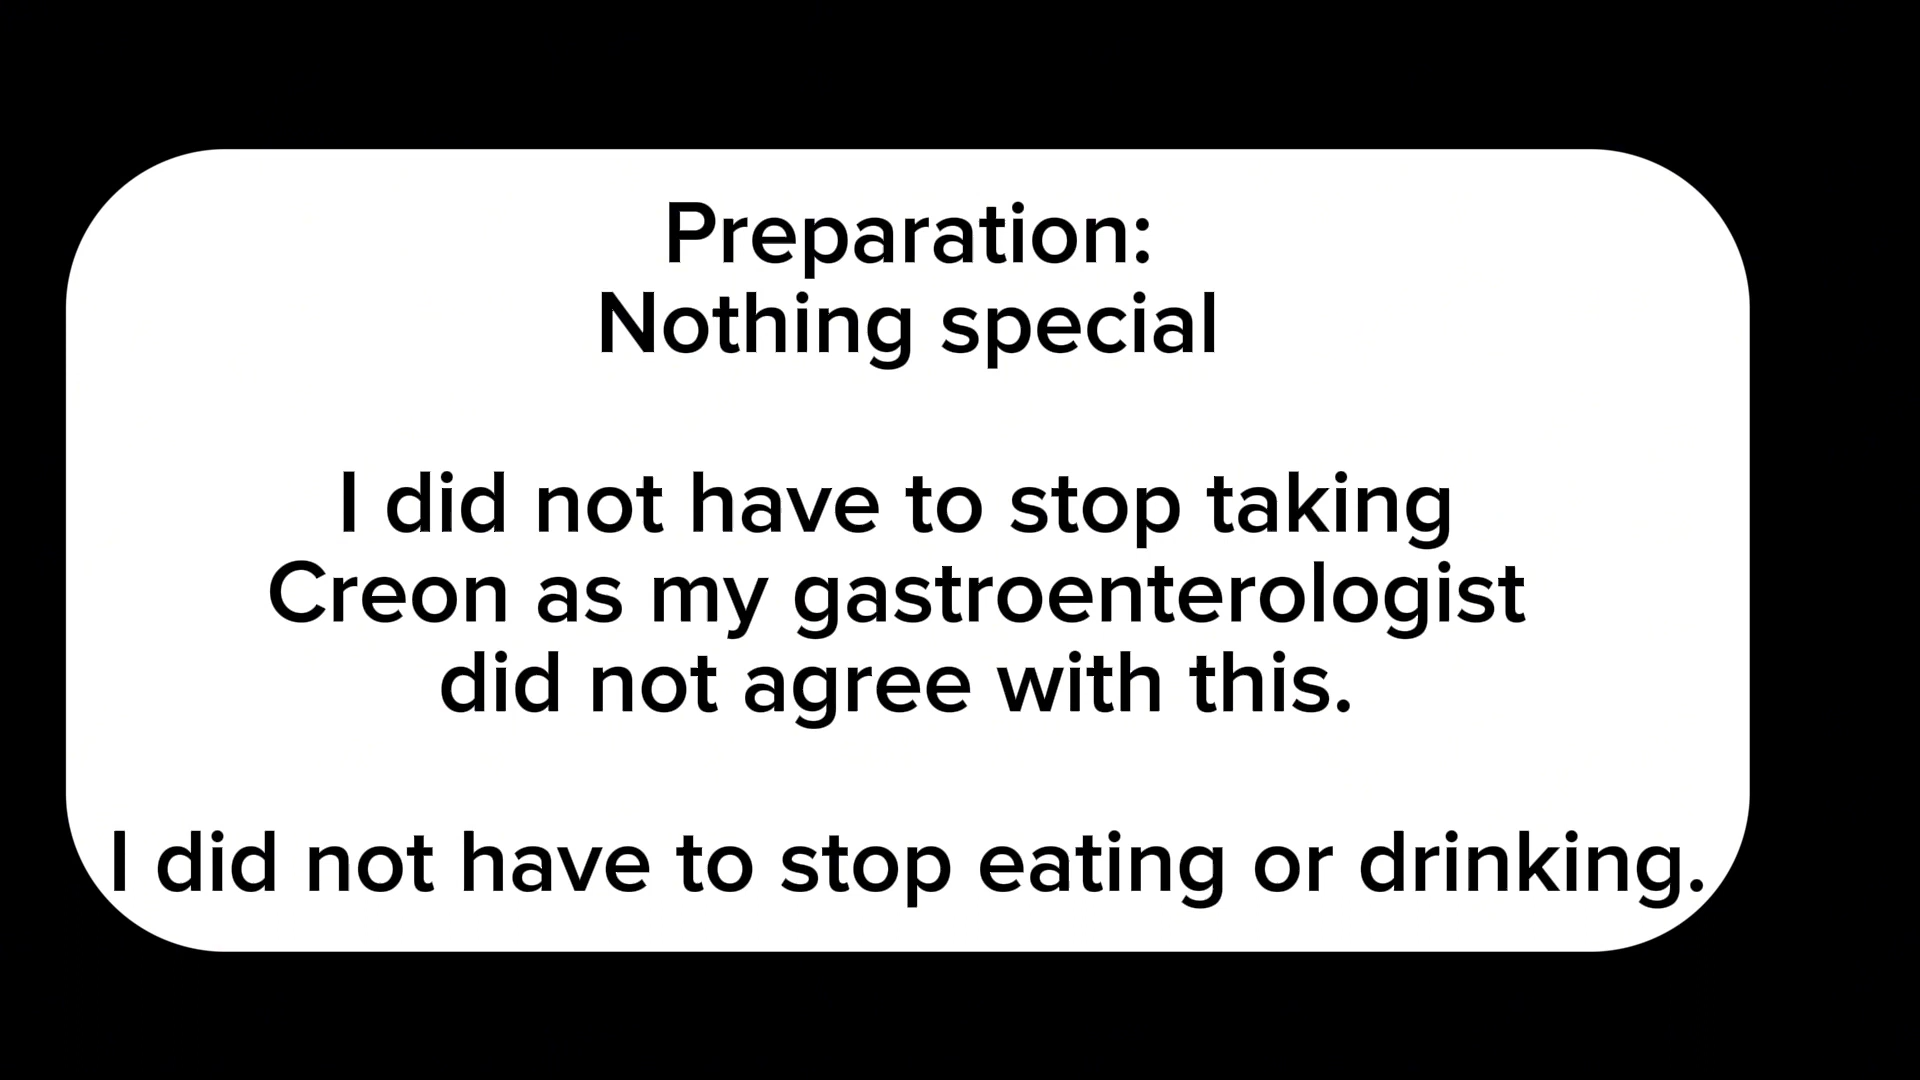 Preparation:
Nothing special
I did not have to stop taking
Creon as my gastroenterologist
did not agree with this.
I did not have to stop eating or drinking.